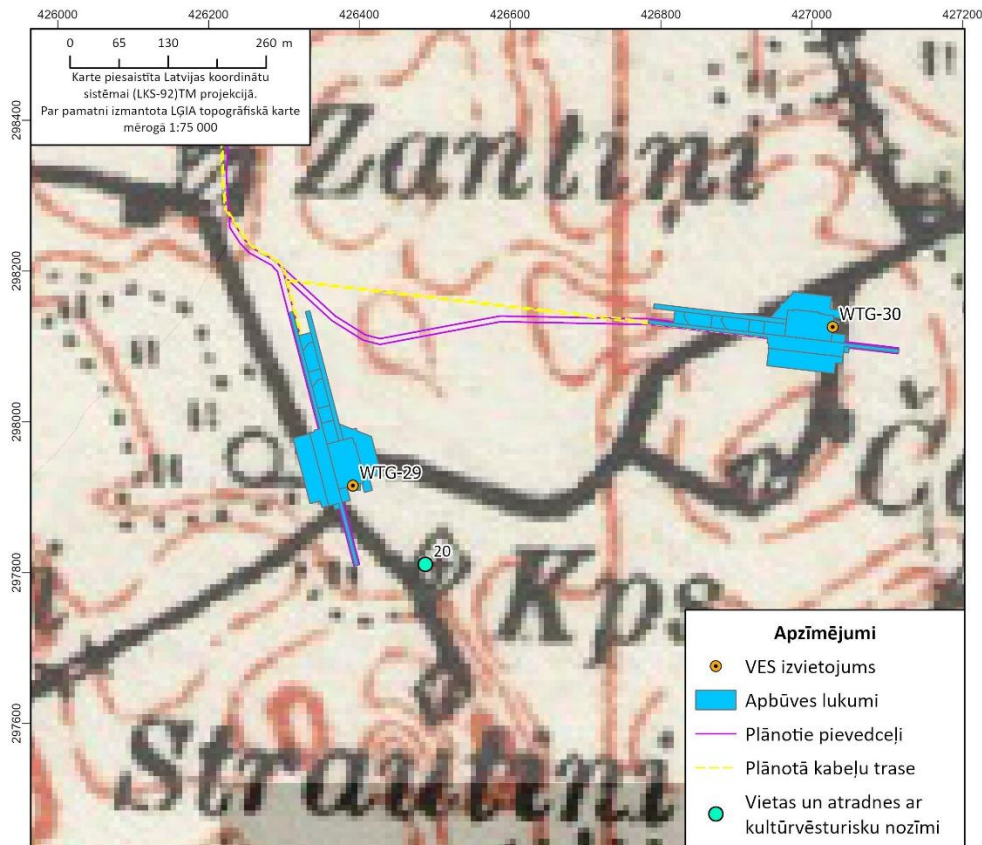 426000 426200 426400 426600 426800 427000 427200
0 65 130 260 m
Karte piesaistīta Latvijas koordinātu
sistēmai (LKS-92)TM projekcijā.
Par pamatni izmantota LĢIA topogrāfiskā karte
mērogā 1:75 000
298400
298200
298000
297800
297600
Zantiņi
WTG-30
WTG-29
20
Kps
Strautiņi
Apzīmējumi
VES izvietojums
Apbūves lukumi
Plānotie pievedceļi
Plānotā kabeļu trase
Vietas un atradnes ar
kultūrvēsturisku nozīmi